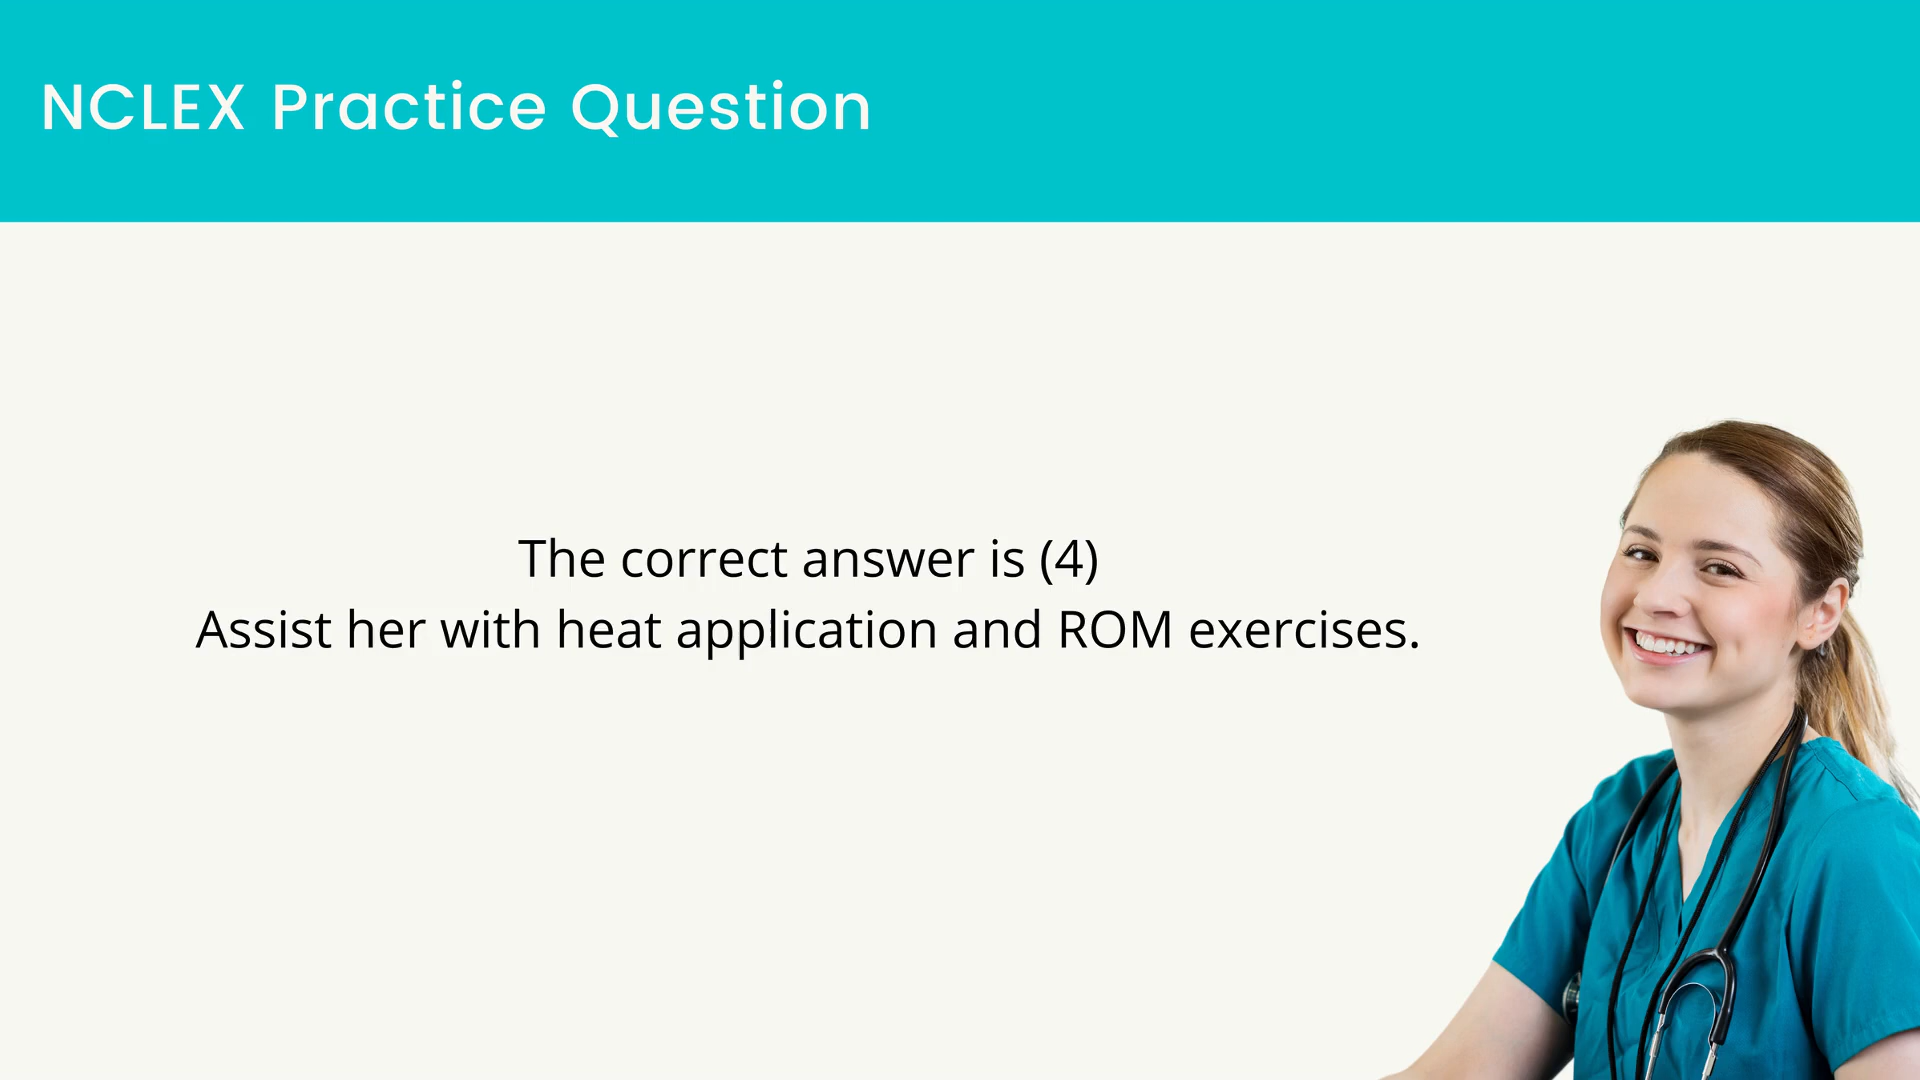 NCLEX Practice Question
The correct answer is (4)
Assist her with heat application and ROM exercises.